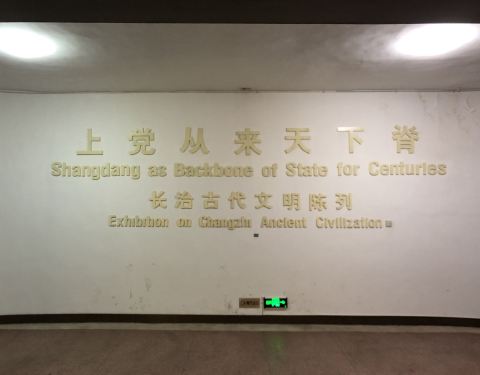 上党从来天下脊
Shangdang as Backbone of State for Centuries
长治古代文明陈列
Exhibition on Changzhi Ancient Civilization